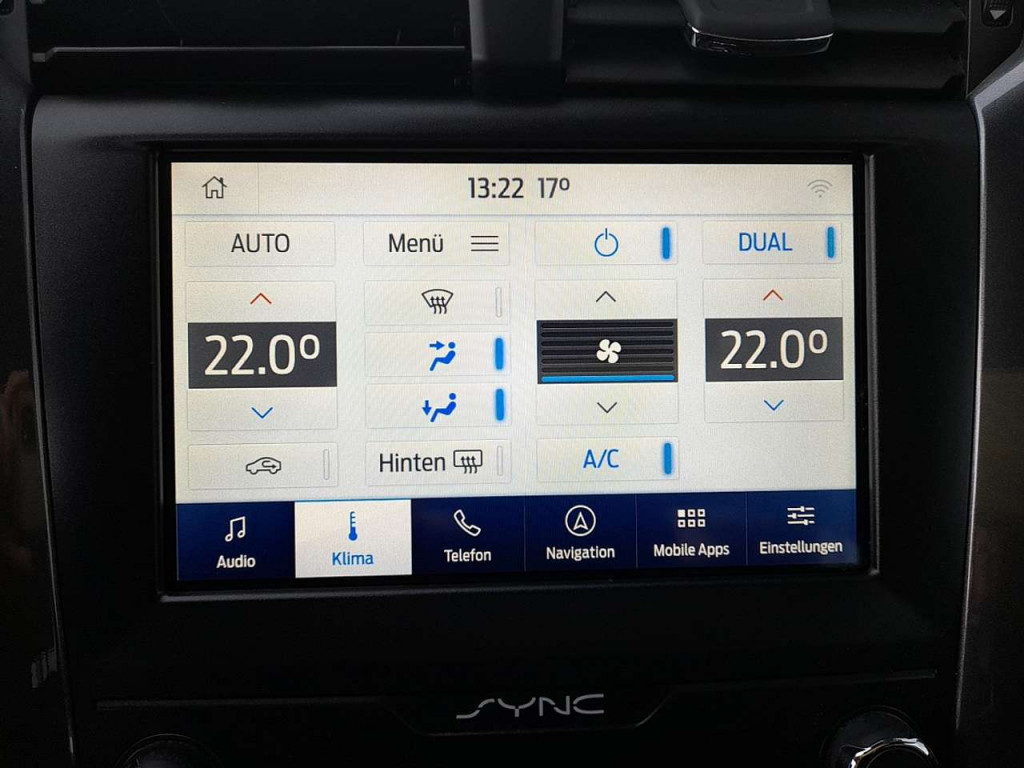 13:22 17º
AUTO
Menü
DUAL
22.0º
22.0º
Hinten
A/C
Audio
Klima
Telefon
Navigation
Mobile Apps
Einstellungen
SYNC